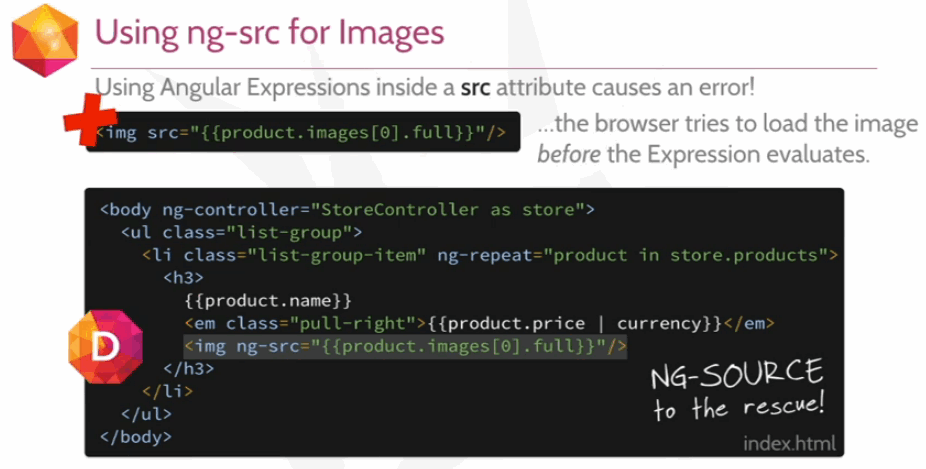 Using ng-src for Images
Using Angular Expressions inside a src attribute causes an error!
<img src="{{product.images[0].full}}"/>
...the browser tries to load the image
before the Expression evaluates.
<body ng-controller="StoreController as store">
<ul class="list-group">
<li class="list-group-item" ng-repeat="product in store.products">
<h3>
{{product.name}}
<em class="pull-right">{{product.price | currency}}</em>
<img ng-src="{{product.images[0].full}}"/>
</h3>
</li>
</ul>
</body>
D
NG-SOURCE
to the rescue!
index.html